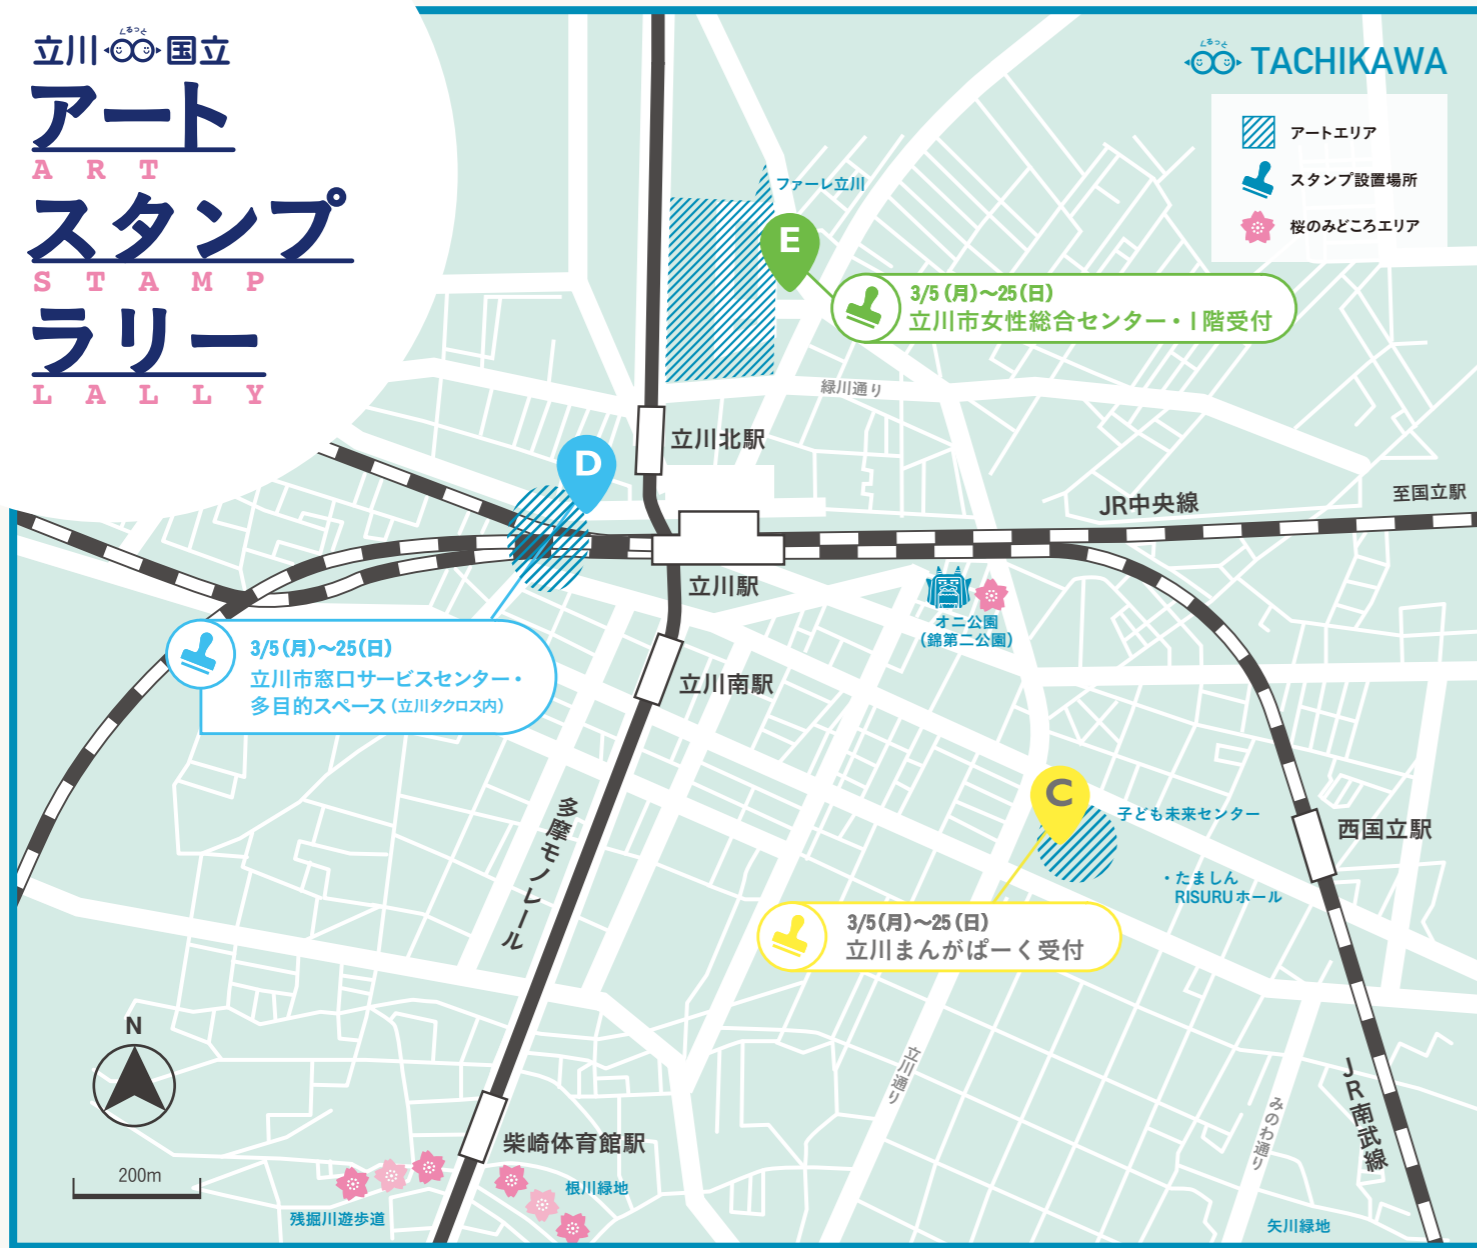 くるっと
立川 国立
アート
ART
スタンプ
STAMP
ラリー
LALLY
くるっと
TACHIKAWA
アートエリア
スタンプ設置場所
桜のみどころエリア
ファーレ立川
E
3/5(月)〜25(日)
立川市女性総合センター・1階受付
緑川通り
立川北駅
D
JR中央線
至国立駅
立川駅
オニ公園
(錦第二公園)
3/5(月)〜25(日)
立川市窓口サービスセンター・
多目的スペース(立川タクロス内)
立川南駅
C
子ども未来センター
西国立駅
多摩モノレール
・たましん
RISURUホール
3/5(月)〜25(日)
立川まんがぱーく受付
N
200m
立川通り
みのわ通り
JR南武線
柴崎体育館駅
根川緑地
残掘川遊歩道
矢川緑地